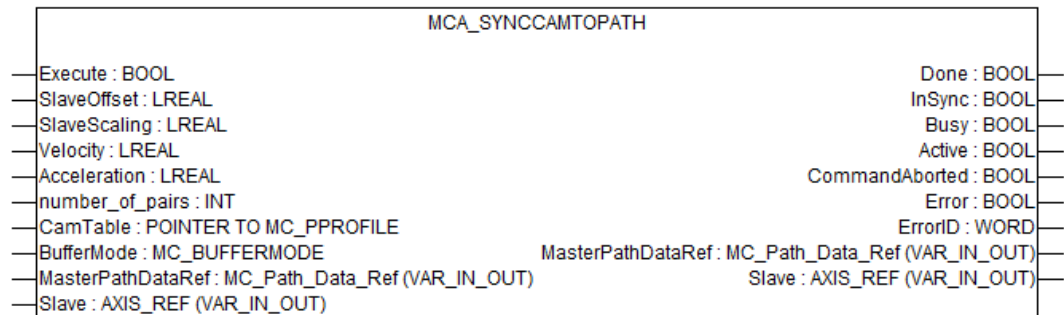 MCA_SYNCCAMTOPATH
Execute : BOOL Done : BOOL
SlaveOffset : LREAL InSync : BOOL
SlaveScaling : LREAL Busy : BOOL
Velocity : LREAL Active : BOOL
Acceleration : LREAL CommandAborted : BOOL
number_of_pairs : INT Error : BOOL
CamTable : POINTER TO MC_PPROFILE ErrorID : WORD
BufferMode : MC_BUFFERMODE MasterPathDataRef : MC_Path_Data_Ref (VAR_IN_OUT)
MasterPathDataRef : MC_Path_Data_Ref (VAR_IN_OUT) Slave : AXIS_REF (VAR_IN_OUT)
Slave : AXIS_REF (VAR_IN_OUT)